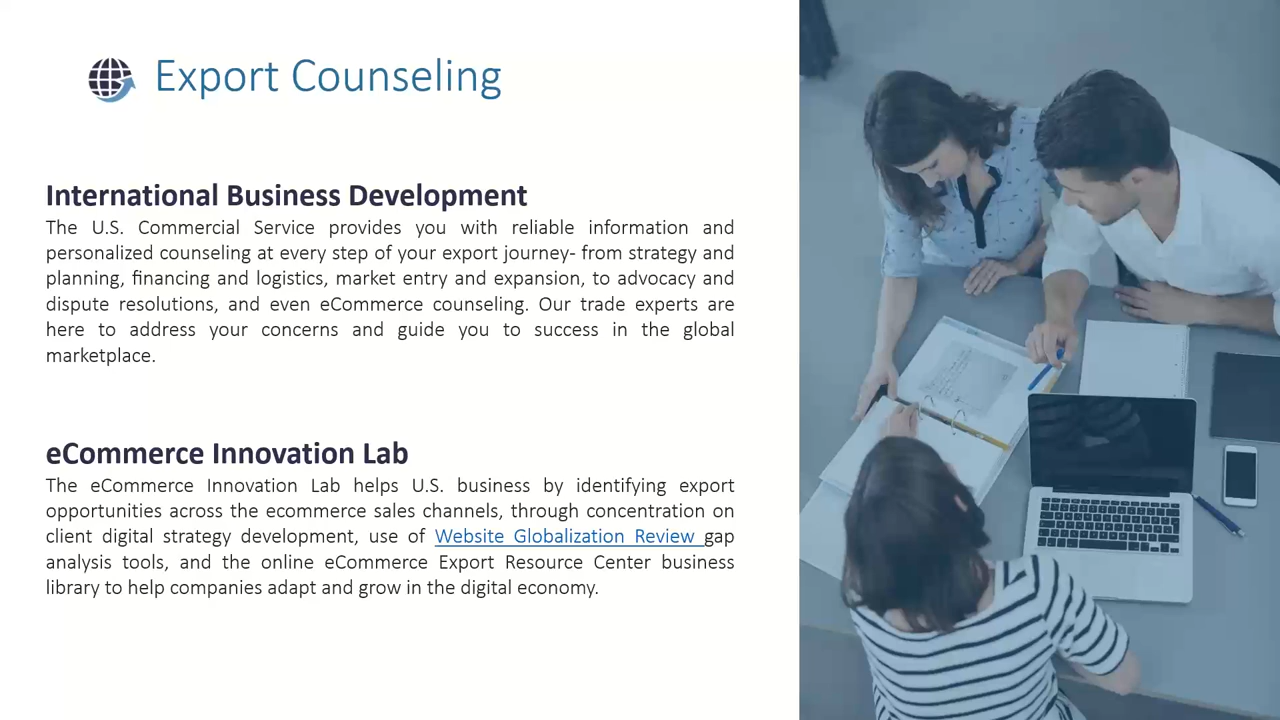 Export Counseling
International Business Development
The U.S. Commercial Service provides you with reliable information and
personalized counseling at every step of your export journey- from strategy and
planning, financing and logistics, market entry and expansion, to advocacy and
dispute resolutions, and even eCommerce counseling. Our trade experts are
here to address your concerns and guide you to success in the global
marketplace.
eCommerce Innovation Lab
The eCommerce Innovation Lab helps U.S. business by identifying export
opportunities across the ecommerce sales channels, through concentration on
client digital strategy development, use of Website Globalization Review gap
analysis tools, and the online eCommerce Export Resource Center business
library to help companies adapt and grow in the digital economy.